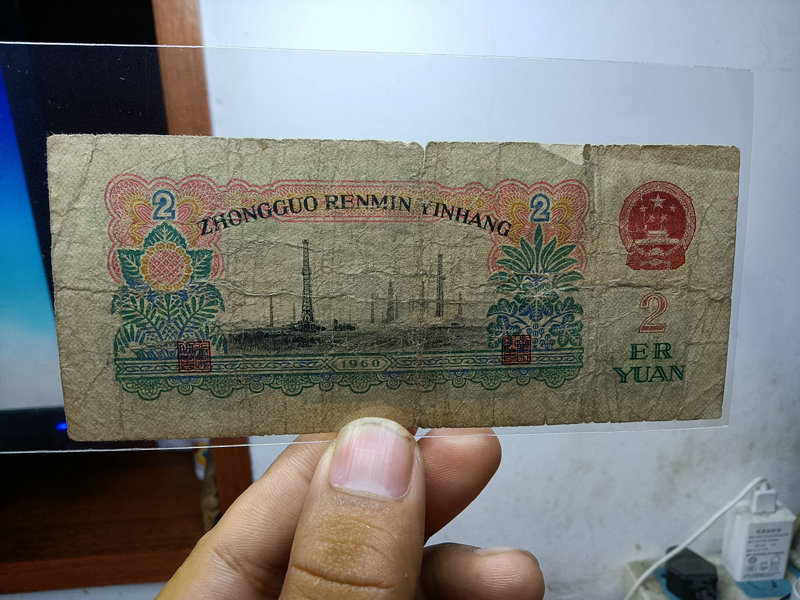 2
2
ZHONGGUO RENMIN YINHANG
2
ER
YUAN
1960